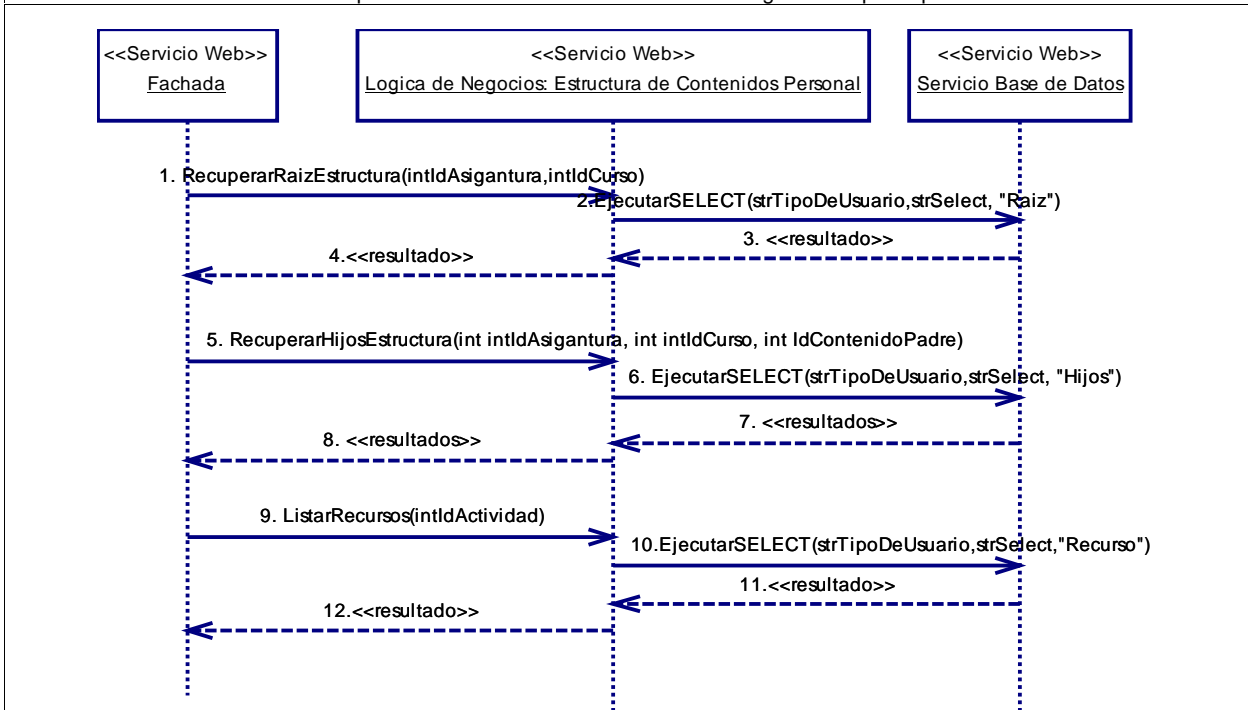 <<Servicio Web>>
Fachada
<<Servicio Web>>
Logica de Negocios: Estructura de Contenidos Personal
<<Servicio Web>>
Servicio Base de Datos
1. RecuperarRaizEstructura(intIdAsigantura,intIdCurso)
2.EjecutarSELECT(strTipoDeUsuario,strSelect, "Raiz")
3. <<resultado>>
4.<<resultado>>
5. RecuperarHijosEstructura(int intIdAsigantura, int intIdCurso, int IdContenidoPadre)
6. EjecutarSELECT(strTipoDeUsuario,strSelect, "Hijos")
7. <<resultados>>
8. <<resultados>>
9. ListarRecursos(intIdActividad)
10.EjecutarSELECT(strTipoDeUsuario,strSelect,"Recurso")
11.<<resultado>>
12.<<resultado>>